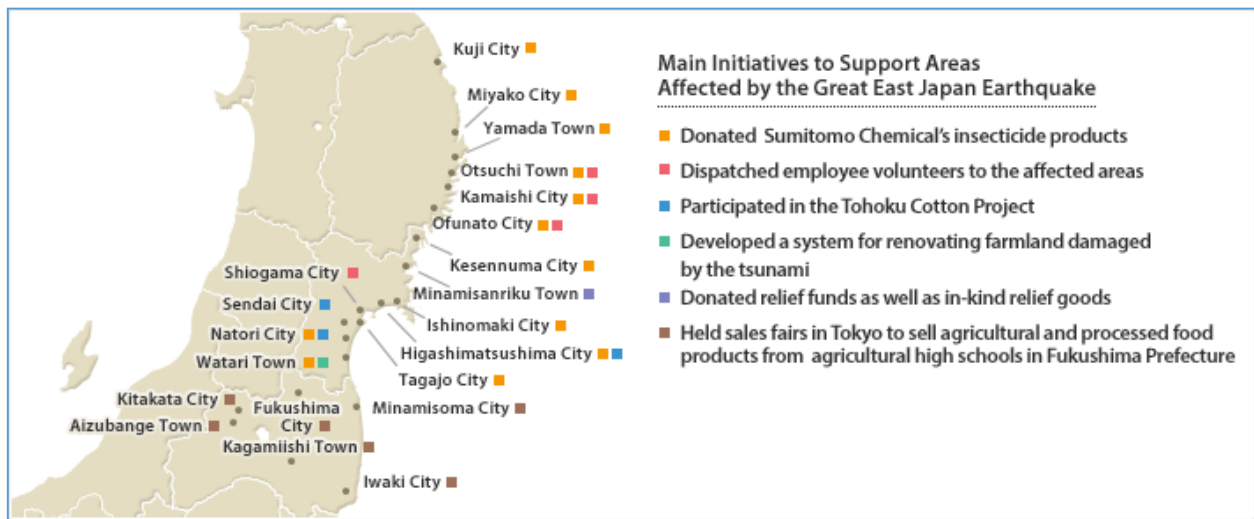 Kuji City
Miyako City
Yamada Town
Otsuchi Town
Kamaishi City
Ofunato City
Kesennuma City
Shiogama City
Minamisanriku Town
Sendai City
Ishinomaki City
Natori City
Higashimatsushima City
Watari Town
Tagajo City
Kitakata City
Fukushima
City
Minamisoma City
Aizubange Town
Kagamiishi Town
Iwaki City
Main Initiatives to Support Areas
Affected by the Great East Japan Earthquake
Donated Sumitomo Chemical's insecticide products
Dispatched employee volunteers to the affected areas
Participated in the Tohoku Cotton Project
Developed a system for renovating farmland damaged
by the tsunami
Donated relief funds as well as in-kind relief goods
Held sales fairs in Tokyo to sell agricultural and processed food
products from agricultural high schools in Fukushima Prefecture